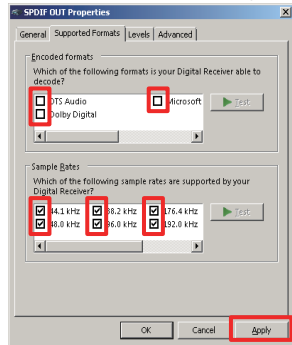 SPDIF OUT Properties
General Supported Formats Levels Advanced
Encoded formats
Which of the following formats is your Digital Receiver able to
decode?
DTS Audio Microsoft Test
Dolby Digital
Sample Rates
Which of the following sample rates are supported by your
Digital Receiver?
44.1 kHz 88.2 kHz 176.4 kHz Test
48.0 kHz 96.0 kHz 192.0 kHz
OK Cancel Apply